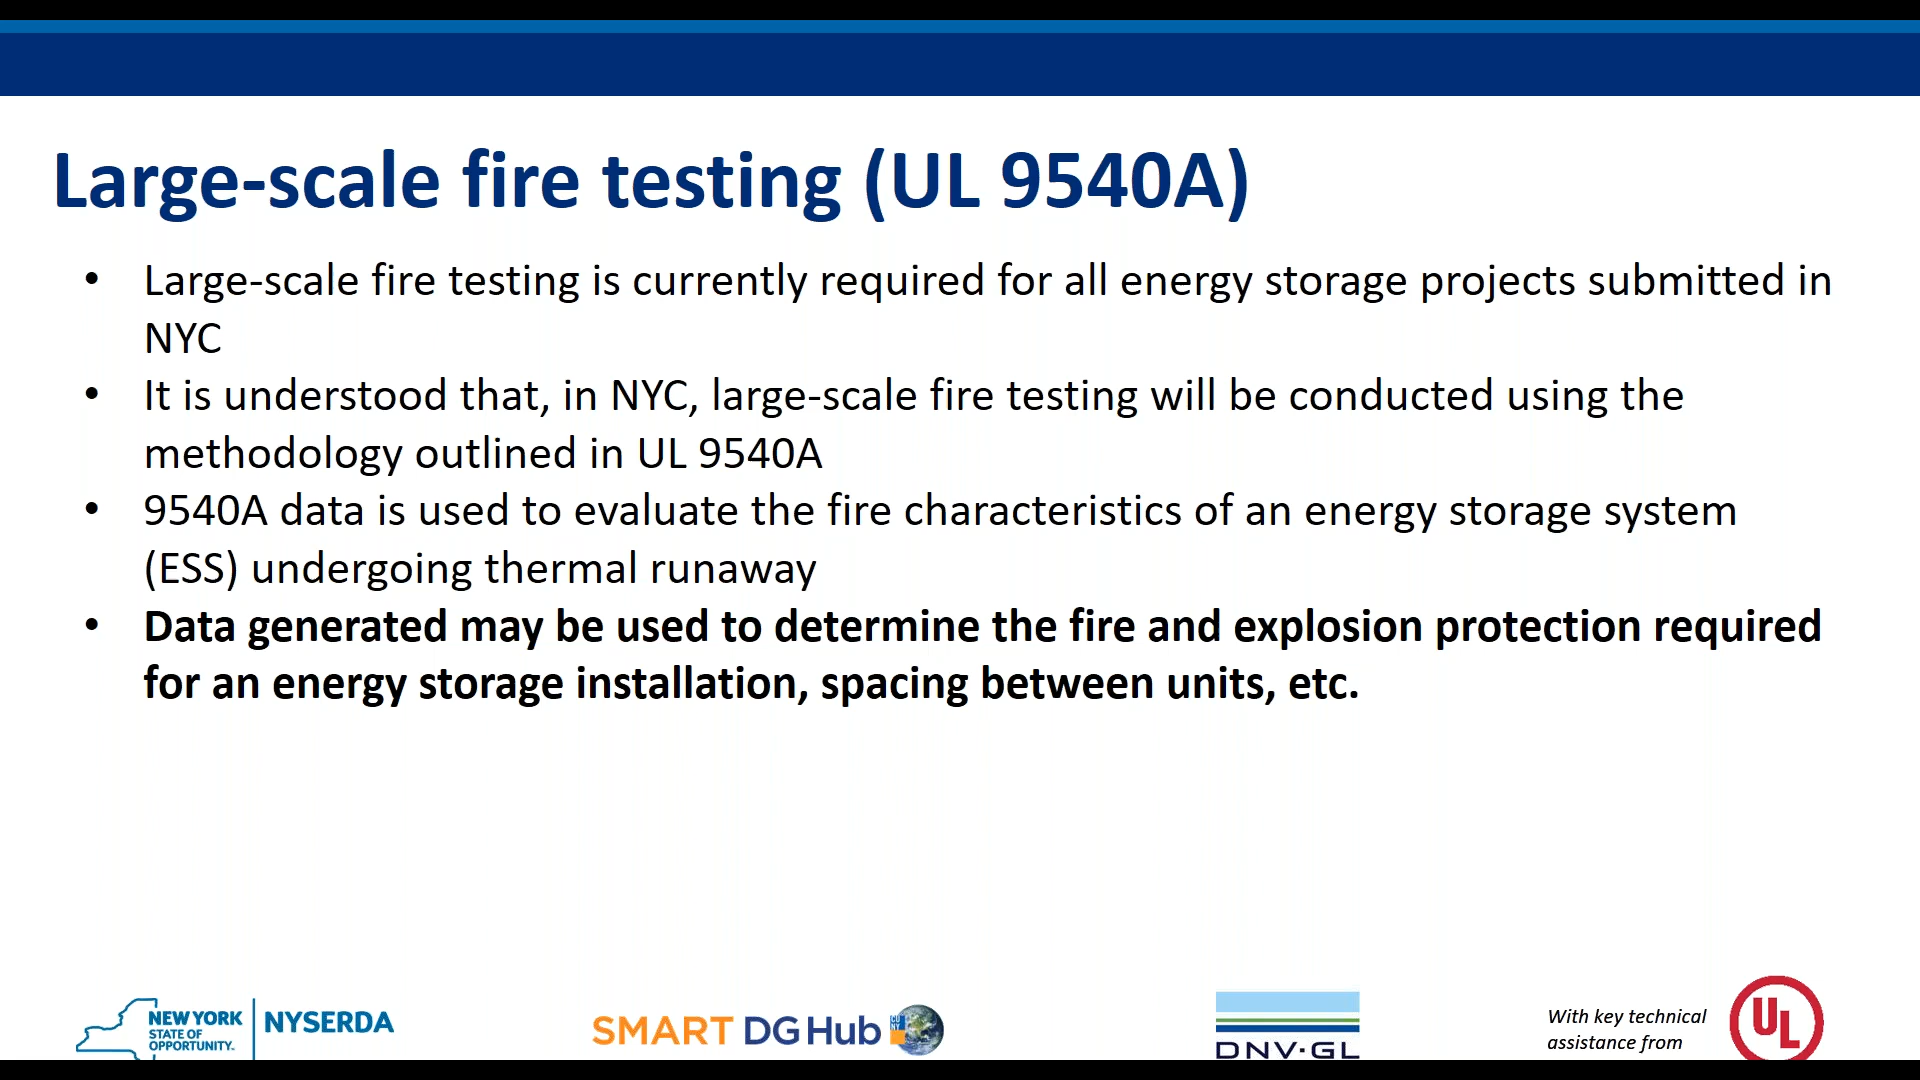 Large-scale fire testing (UL 9540A)
• Large-scale fire testing is currently required for all energy storage projects submitted in
NYC
• It is understood that, in NYC, large-scale fire testing will be conducted using the
methodology outlined in UL 9540A
• 9540A data is used to evaluate the fire characteristics of an energy storage system
(ESS) undergoing thermal runaway
• Data generated may be used to determine the fire and explosion protection required
for an energy storage installation, spacing between units, etc.
NEW YORK
STATE OF
OPPORTUNITY.
NYSERDA
SMART DG Hub
CUNY
DNV·GL
With key technical
assistance from
UL